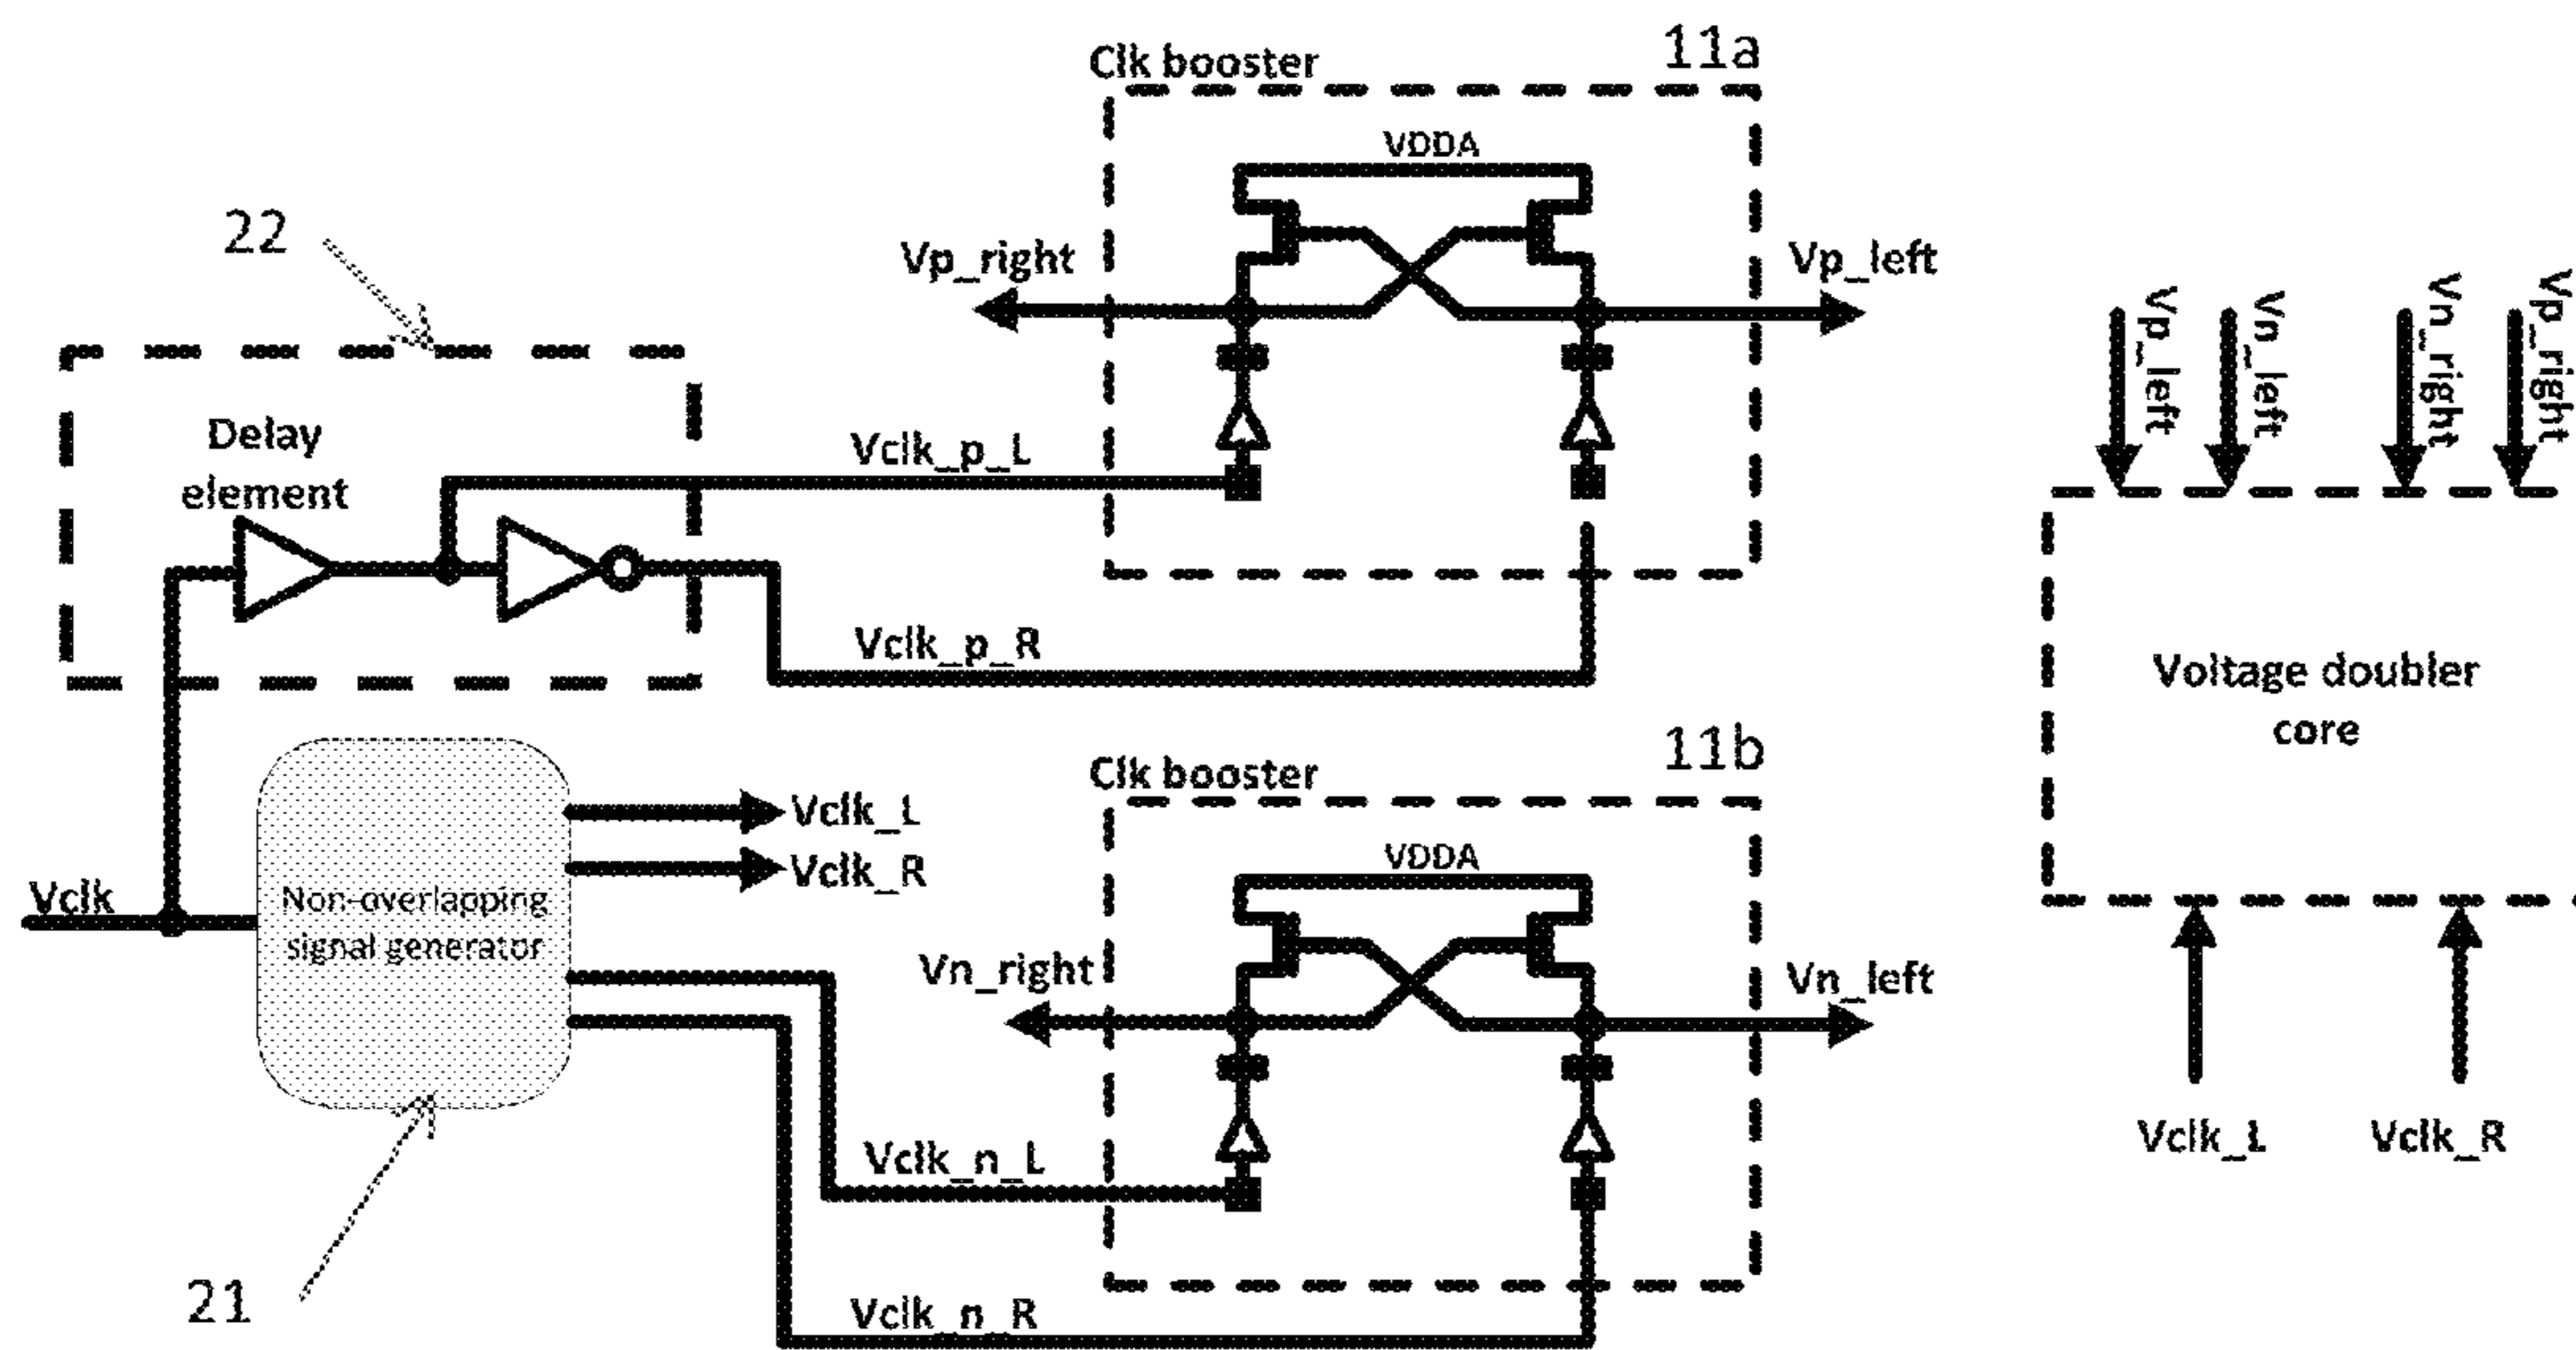 Clk booster
11a
VDDA
22
Vp_right
Vp_left
Delay
element
Vclk_p_L
Vclk_p_R
Vp_left
Vn_left
Vn_right
Vp_right
Voltage doubler
core
Clk booster
11b
VDDA
Vclk_L
Vclk_R
Vclk
Non-overlapping
signal generator
Vn_right
Vn_left
Vclk_n_L
Vclk_n_R
21
Vclk_L
Vclk_R